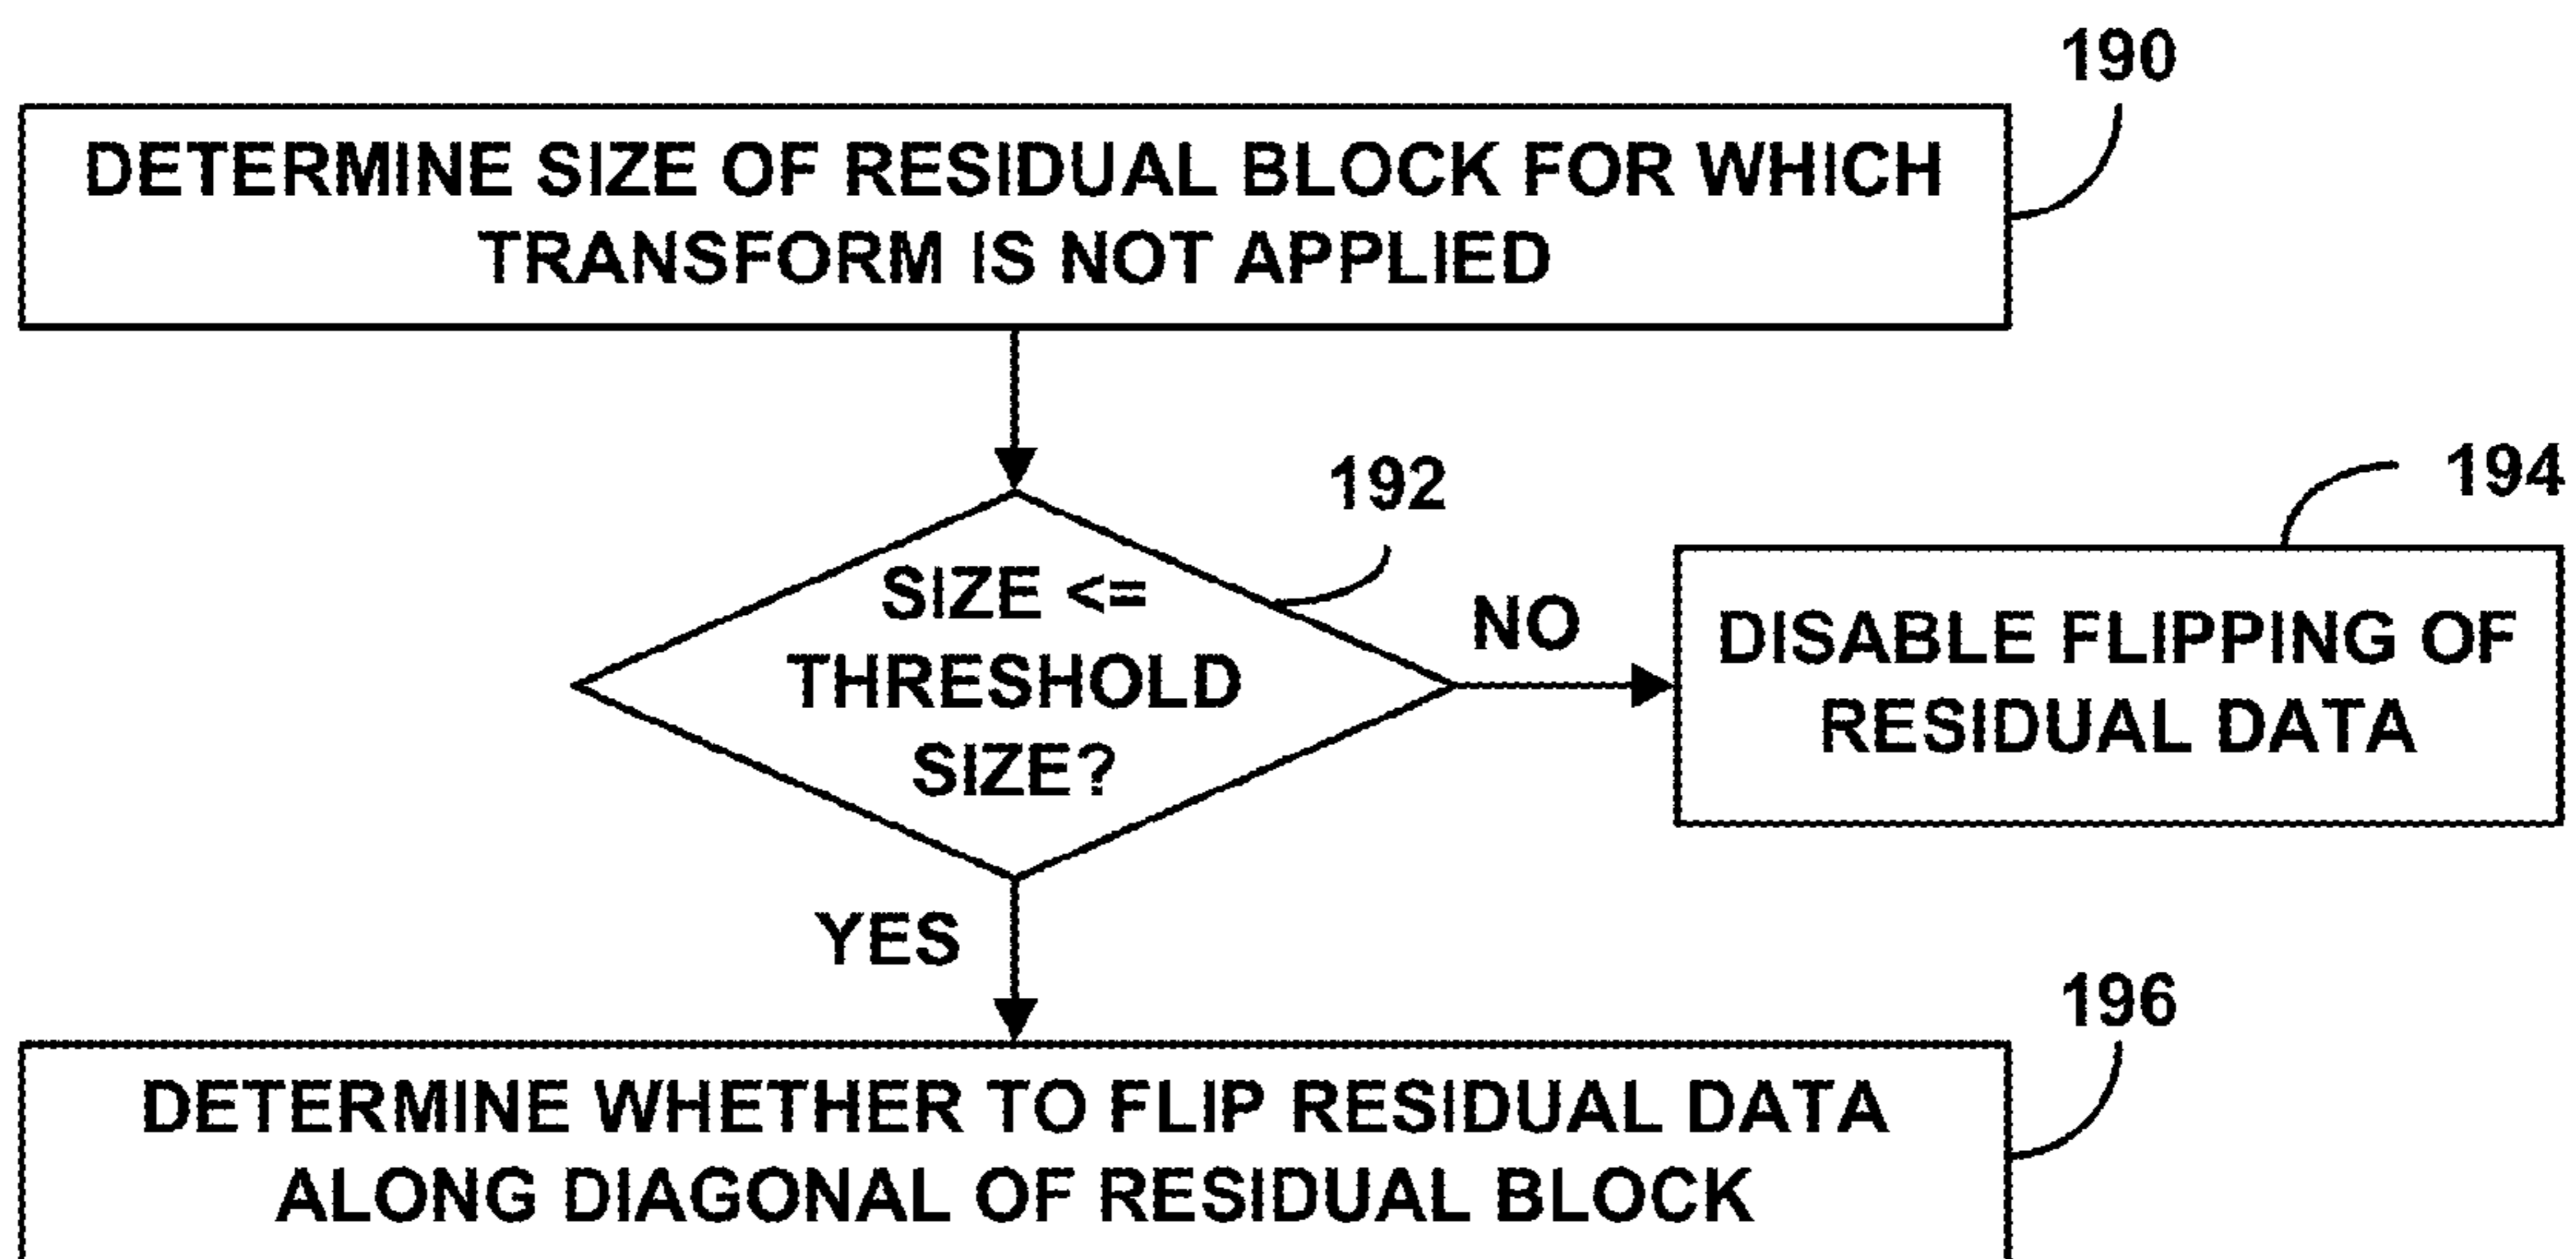 190
DETERMINE SIZE OF RESIDUAL BLOCK FOR WHICH
TRANSFORM IS NOT APPLIED
192
194
SIZE <=
THRESHOLD
SIZE?
NO
DISABLE FLIPPING OF
RESIDUAL DATA
YES
196
DETERMINE WHETHER TO FLIP RESIDUAL DATA
ALONG DIAGONAL OF RESIDUAL BLOCK